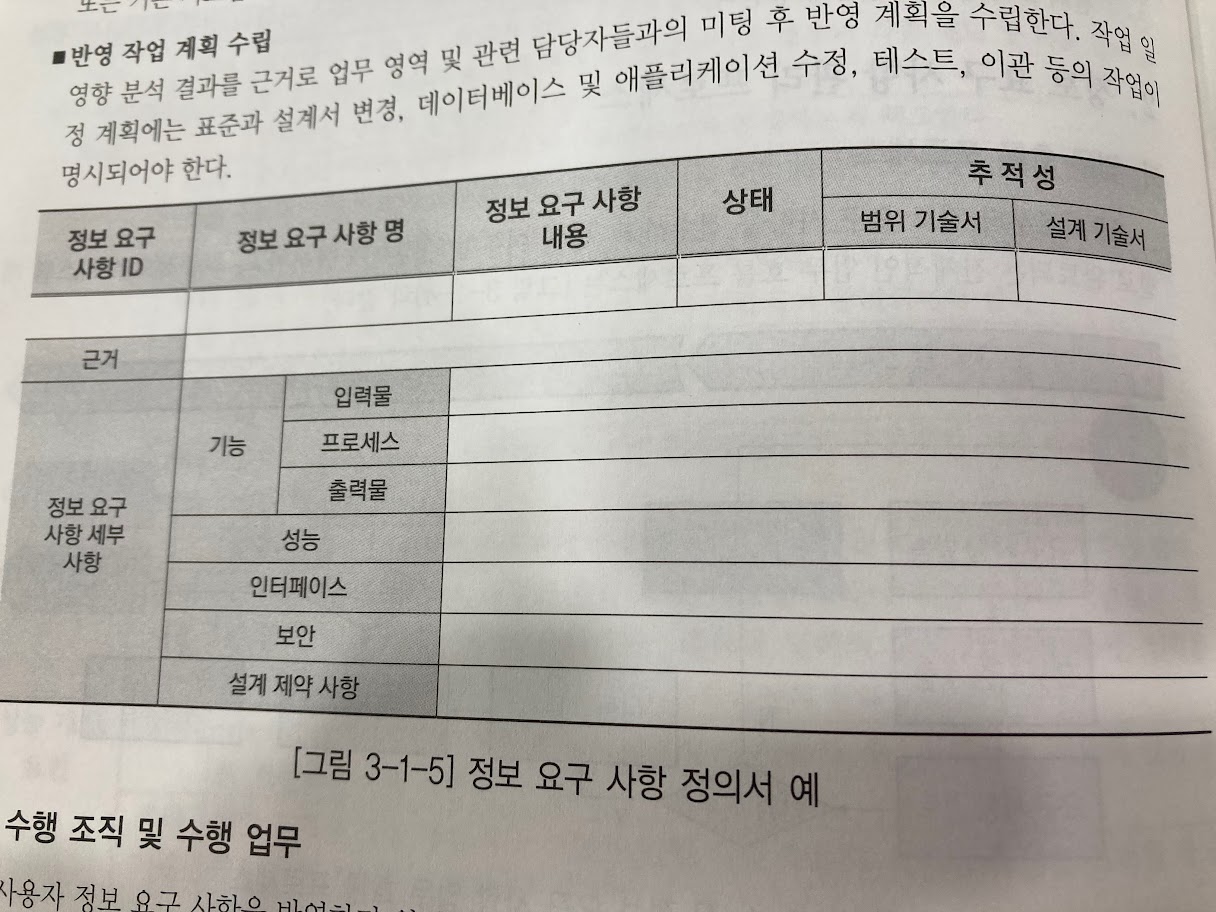 또는 기존
■ 반영 작업 계획 수립
영향 분석 결과를 근거로 업무 영역 및 관련 담당자들과의 미팅 후 반영 계획을 수립한다. 작업 일
정 계획에는 표준과 설계서 변경, 데이터베이스 및 애플리케이션 수정, 테스트, 이관 등의 작업이
명시되어야 한다.
정보 요구
사항 ID
정보 요구 사항 명
정보 요구 사항
내용
상태
추적성
범위 기술서
설계 기술서
근거
정보 요구
사항 세부
사항
기능
입력물
프로세스
출력물
성능
인터페이스
보안
설계 제약 사항
[그림 3-1-5] 정보 요구 사항 정의서 예
수행 조직 및 수행 업무
사용자 정보 요구 사항을 반영하기